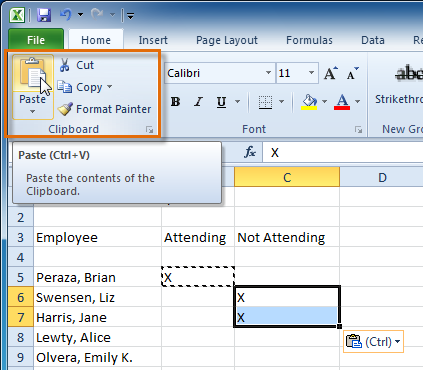 File Home Insert Page Layout Formulas Data Re
Paste
Cut
Copy
Format Painter
Clipboard
Calibri 11
B I U A
Font
abc
Strikethro
New Gro
Paste (Ctrl+V)
Paste the contents of the
Clipboard.
fx X
C D
2
3 Employee Attending Not Attending
4
5 Peraza, Brian X
6 Swensen, Liz X
7 Harris, Jane X
8 Lewty, Alice
9 Olvera, Emily K.
(Ctrl)